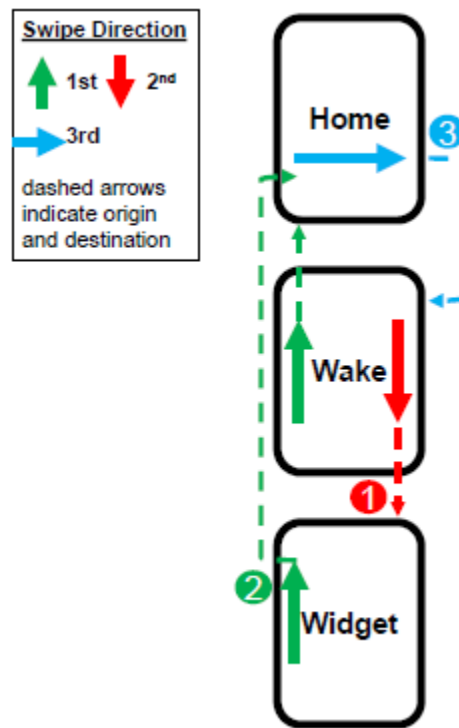 Swipe Direction
1st 2nd
3rd
dashed arrows
indicate origin
and destination
Home
3
Wake
1
2
Widget